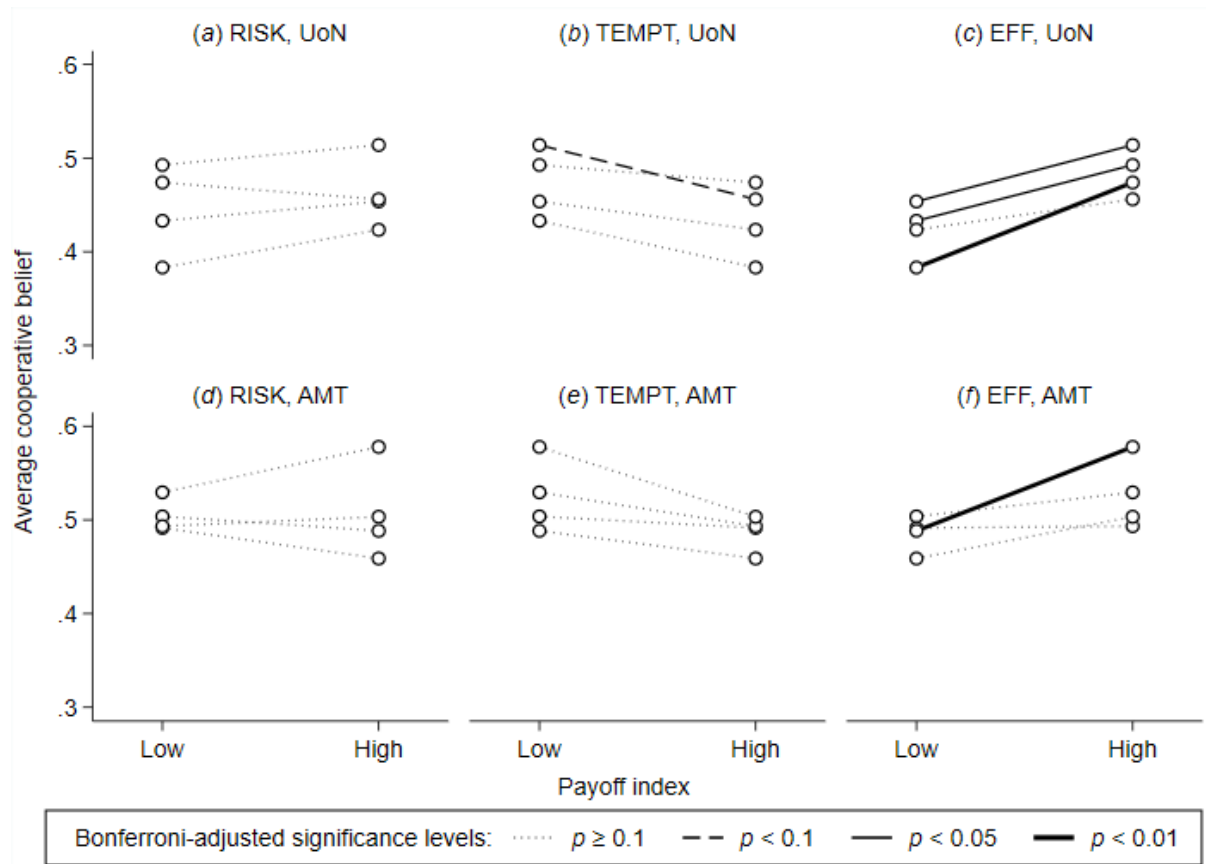 (a) RISK, UoN (b) TEMPT, UoN (c) EFF, UoN
.6
.5
.4
.3
Average cooperative belief
(d) RISK, AMT (e) TEMPT, AMT (f) EFF, AMT
.6
.5
.4
.3
Low High Low High Low High
Payoff index
Bonferroni-adjusted significance levels: p ≥ 0.1 p < 0.1 p < 0.05 p < 0.01